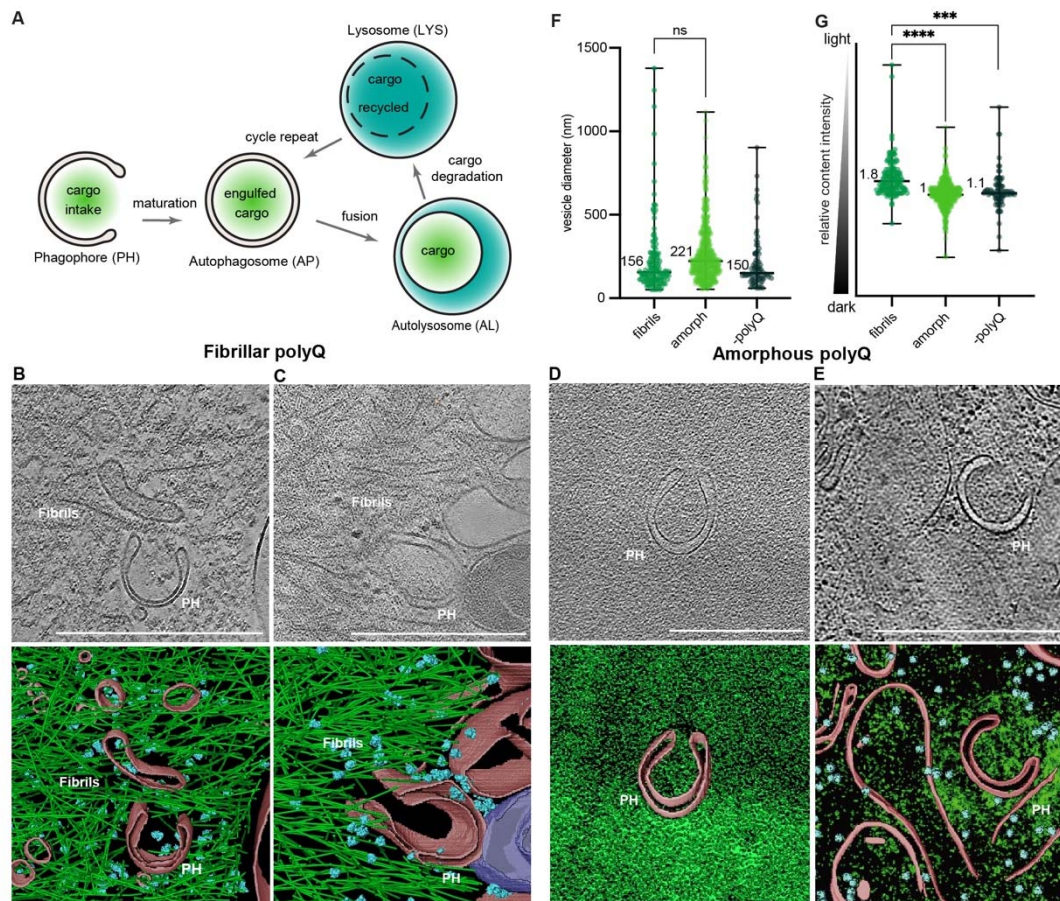 A
cargo
intake
Phagophore (PH)
maturation
engulfed
cargo
Autophagosome (AP)
cycle repeat
Lysosome (LYS)
cargo
recycled
cargo
degradation
fusion
cargo
Autolysosome (AL)
F
ns
vesicle diameter (nm)
1500
1000
500
0
156
221
150
fibrils
amorph
-polyQ
G
light
***
****
relative content intensity
1.8
1
1.1
dark
fibrils
amorph
-polyQ
Fibrillar polyQ
Amorphous polyQ
B
Fibrils
PH
C
Fibrils
PH
D
PH
E
PH
Fibrils
PH
Fibrils
PH
PH
PH